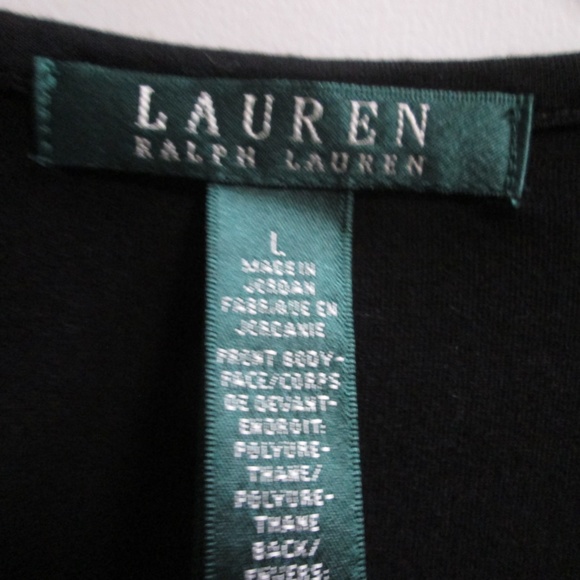 LAUREN
RALPH LAUREN
L
MADE IN
JORDAN
FABRIQUE EN
JORDANIE
FRONT BODY-
FACE/CORPS
DE DEVANT-
ENDROIT:
POLYURE-
THANE/
POLYURE-
THANE
BACK/
ENVERS: